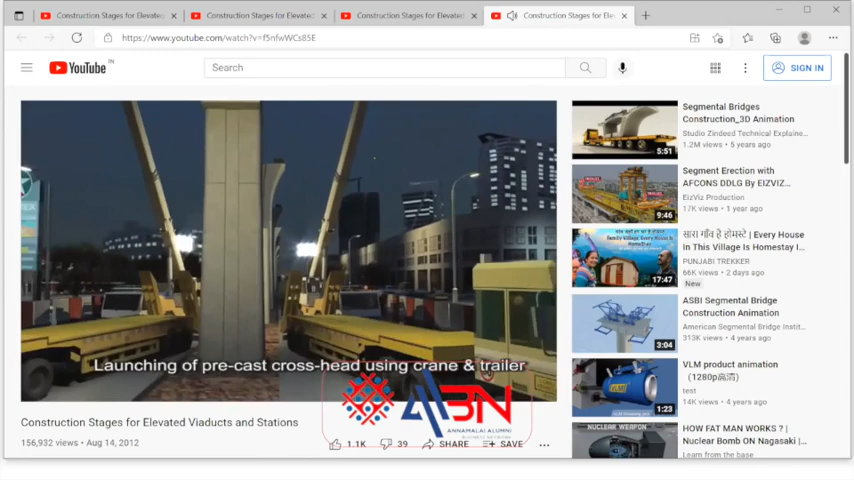 Construction Stages for Elevated
Construction Stages for Elevated
Construction Stages for Elevated
Construction Stages for Ele
https://www.youtube.com/watch?v=f5nfwWCs85E
YouTube IN
Search
SIGN IN
Launching of pre-cast cross-head using crane & trailer
Construction Stages for Elevated Viaducts and Stations
156,932 views • Aug 14, 2012
1.1K
39
SHARE
SAVE
ABN
ANNAMALAI ALUMNI
BUSINESS NETWORK
Segmental Bridges
Construction_3D Animation
Studio Zindeed Technical Explaine...
1.2M views • 5 years ago
5:51
Segment Erection with
AFCONS DDLG By EIZVIZ...
EizViz Production
17K views • 1 year ago
9:46
सारा गाँव है होमस्टे | Every House
In This Village Is Homestay I...
PUNJABI TREKKER
66K views • 2 days ago
New
17:47
ASBI Segmental Bridge
Construction Animation
American Segmental Bridge Instit...
313K views • 4 years ago
3:04
VLM product animation
（1280p高清）
test
14K views • 4 years ago
1:23
HOW FAT MAN WORKS ? |
Nuclear Bomb ON Nagasaki |...
Learn from the base
NUCLEAR WEAPON